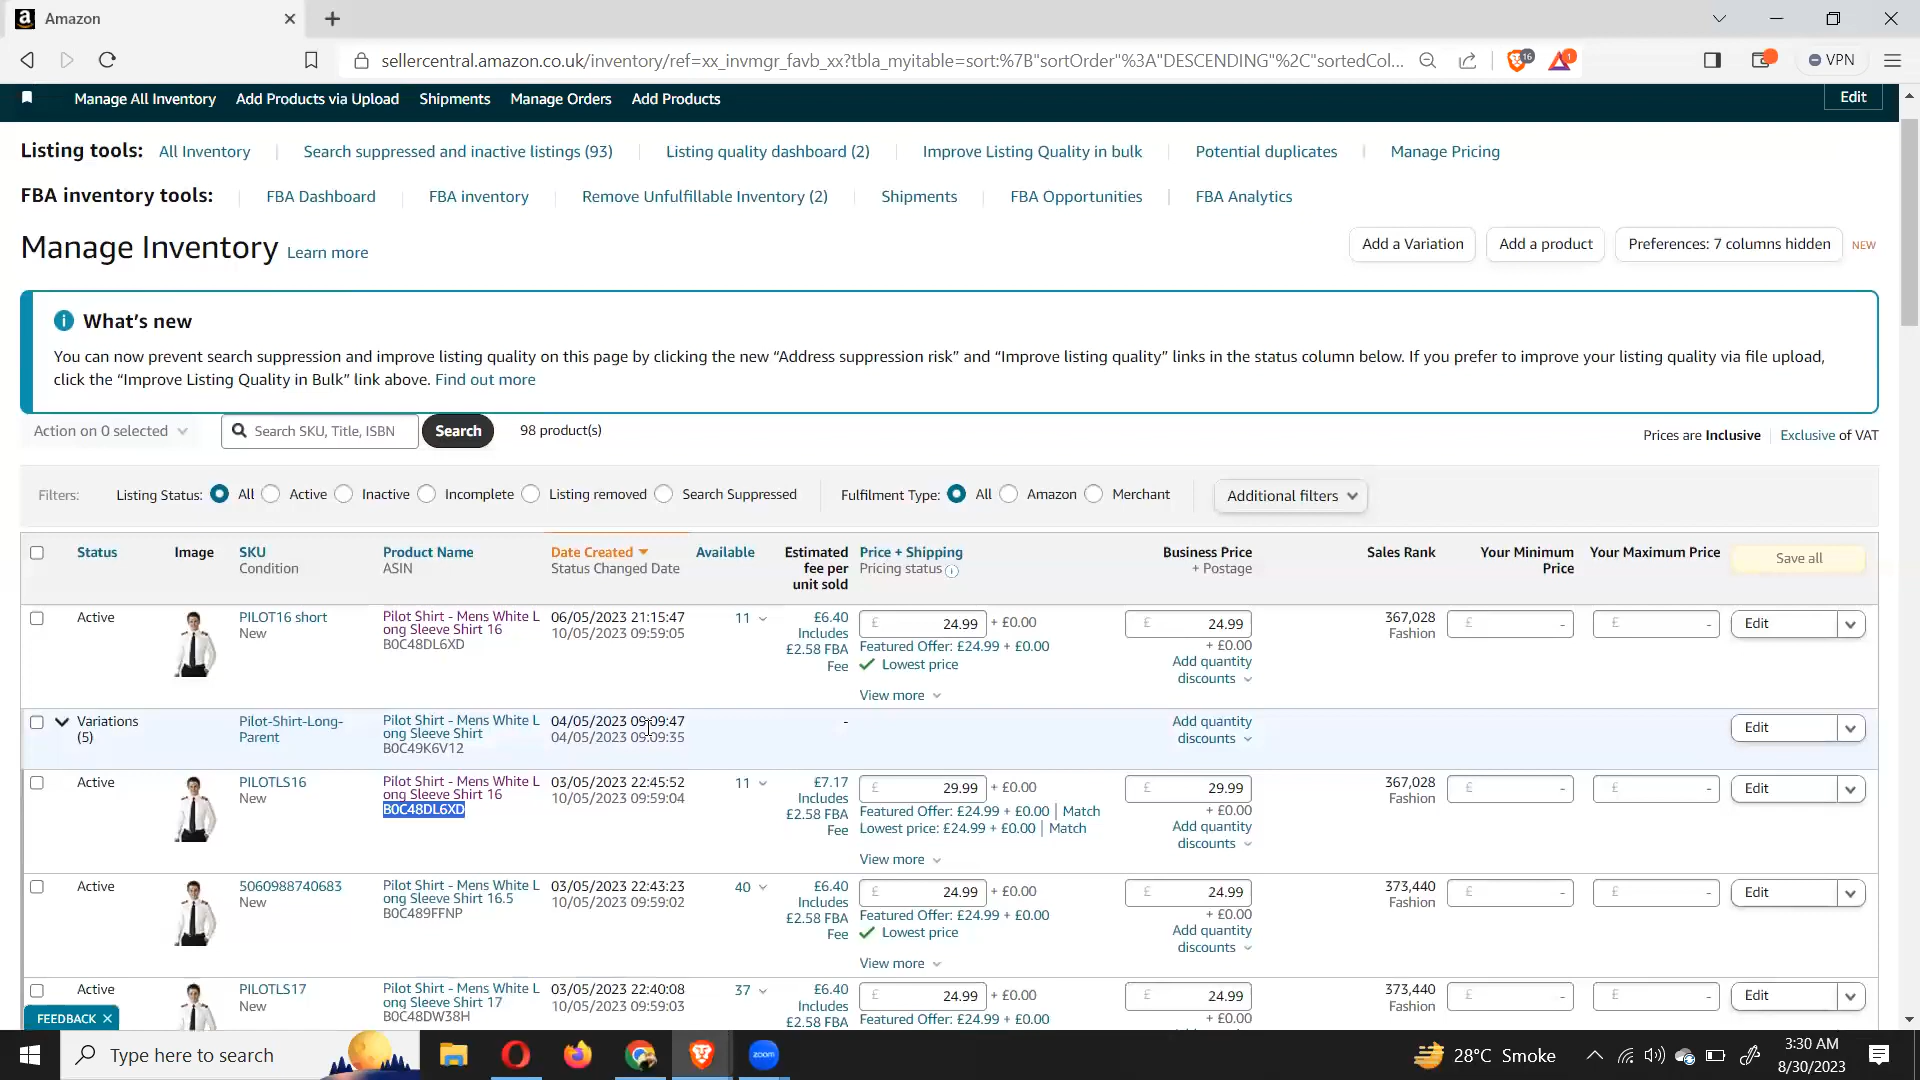 Amazon
sellercentral.amazon.co.uk/inventory/ref=xx_invmgr_favb_xx?tbla_myitable=sort:%7B"sortOrder"%3A"DESCENDING"%2C"sortedCol...
16
1
VPN
Manage All Inventory Add Products via Upload Shipments Manage Orders Add Products Edit
Listing tools: All Inventory Search suppressed and inactive listings (93) Listing quality dashboard (2) Improve Listing Quality in bulk Potential duplicates Manage Pricing
FBA inventory tools: FBA Dashboard FBA inventory Remove Unfulfillable Inventory (2) Shipments FBA Opportunities FBA Analytics
Manage Inventory Learn more Add a Variation Add a product Preferences: 7 columns hidden NEW
What's new
You can now prevent search suppression and improve listing quality on this page by clicking the new “Address suppression risk” and “Improve listing quality” links in the status column below. If you prefer to improve your listing quality via file upload,
click the “Improve Listing Quality in Bulk” link above. Find out more
Action on 0 selected Search SKU, Title, ISBN Search 98 product(s) Prices are Inclusive Exclusive of VAT
Filters: Listing Status: All Active Inactive Incomplete Listing removed Search Suppressed Fulfilment Type: All Amazon Merchant Additional filters
Status Image SKU Product Name Date Created Available Estimated Price + Shipping Business Price Sales Rank Your Minimum Your Maximum Price Save all
Condition ASIN Status Changed Date fee per Pricing status + Postage Price
unit sold
Active PILOT16 short Pilot Shirt - Mens White L 06/05/2023 21:15:47 11 £6.40 £ 24.99 + £0.00 £ 24.99 367,028 £ - £ - Edit
New ong Sleeve Shirt 16 10/05/2023 09:59:05 Includes Fashion
B0C48DL6XD £2.58 FBA Featured Offer: £24.99 + £0.00 + £0.00
Fee Lowest price Add quantity
discounts
View more
Variations Pilot-Shirt-Long- Pilot Shirt - Mens White L 04/05/2023 09:09:47 - Add quantity Edit
(5) Parent ong Sleeve Shirt 04/05/2023 09:09:35 discounts
B0C49K6V12
Active PILOTLS16 Pilot Shirt - Mens White L 03/05/2023 22:45:52 11 £7.17 £ 29.99 + £0.00 £ 29.99 367,028 £ - £ - Edit
New ong Sleeve Shirt 16 10/05/2023 09:59:04 Includes Fashion
B0C48DL6XD £2.58 FBA Featured Offer: £24.99 + £0.00 Match + £0.00
Fee Lowest price: £24.99 + £0.00 Match Add quantity
discounts
View more
Active 5060988740683 Pilot Shirt - Mens White L 03/05/2023 22:43:23 40 £6.40 £ 24.99 + £0.00 £ 24.99 373,440 £ - £ - Edit
New ong Sleeve Shirt 16.5 10/05/2023 09:59:02 Includes Fashion
B0C489FFNP £2.58 FBA Featured Offer: £24.99 + £0.00 + £0.00
Fee Lowest price Add quantity
discounts
View more
Active PILOTLS17 Pilot Shirt - Mens White L 03/05/2023 22:40:08 37 £6.40 £ 24.99 + £0.00 £ 24.99 373,440 £ - £ - Edit
New ong Sleeve Shirt 17 10/05/2023 09:59:03 Includes Fashion
B0C48DW38H £2.58 FBA Featured Offer: £24.99 + £0.00 + £0.00
FEEDBACK
Type here to search
zoom
28°C Smoke
3:30 AM
8/30/2023